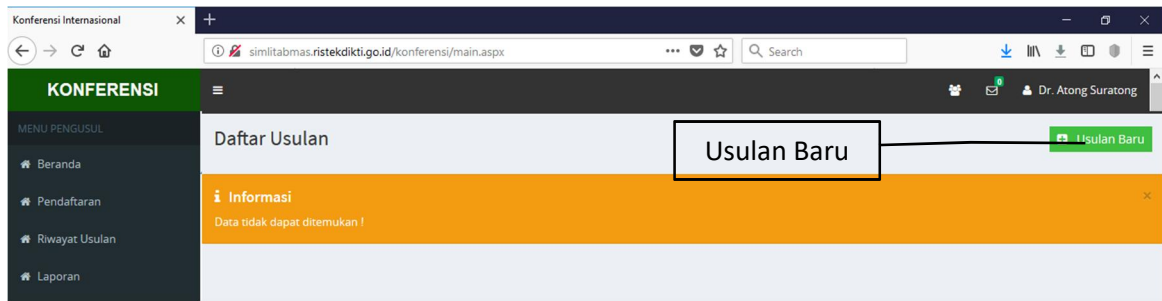 Konferensi Internasional
simlitabmas.ristekdikti.go.id/konferensi/main.aspx
Search
KONFERENSI
0
Dr. Atong Suratong
MENU PENGUSUL
Daftar Usulan
Usulan Baru
Usulan Baru
Beranda
Informasi
Data tidak dapat ditemukan !
Pendaftaran
Riwayat Usulan
Laporan